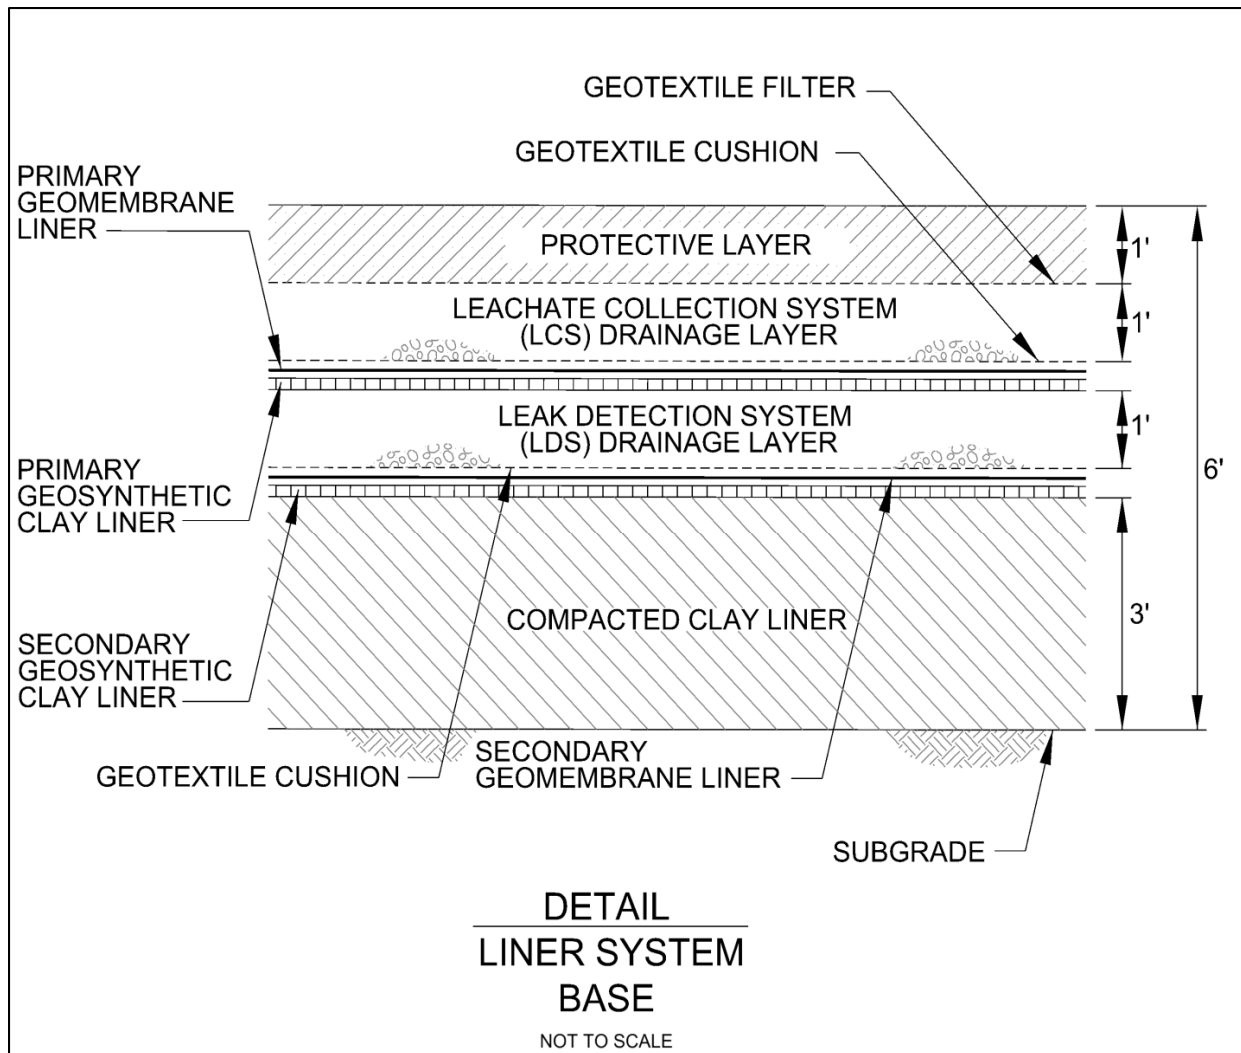 GEOTEXTILE FILTER
GEOTEXTILE CUSHION
PRIMARY
GEOMEMBRANE
LINER
PROTECTIVE LAYER
1'
LEACHATE COLLECTION SYSTEM
(LCS) DRAINAGE LAYER
1'
LEAK DETECTION SYSTEM
(LDS) DRAINAGE LAYER
1'
6'
PRIMARY
GEOSYNTHETIC
CLAY LINER
COMPACTED CLAY LINER
3'
SECONDARY
GEOSYNTHETIC
CLAY LINER
GEOTEXTILE CUSHION
SECONDARY
GEOMEMBRANE LINER
SUBGRADE
DETAIL
LINER SYSTEM
BASE
NOT TO SCALE